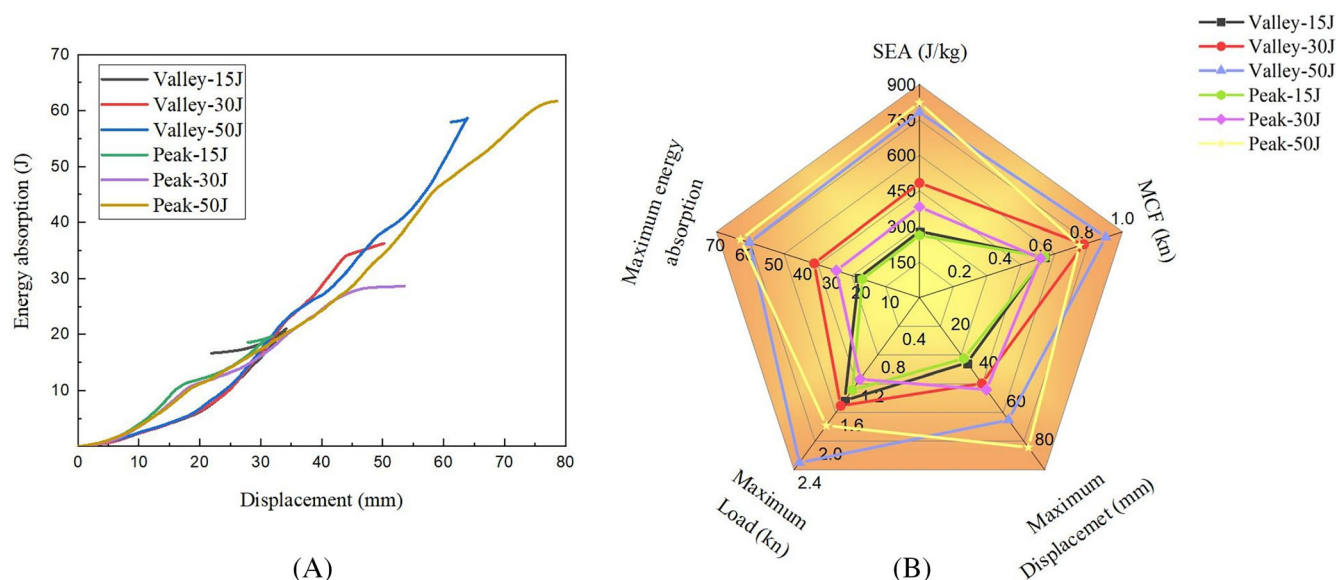 70
60
50
40
30
20
10
0
10
20
30
40
50
60
70
80
Energy absorption (J)
Displacement (mm)
Valley-15J
Valley-30J
Valley-50J
Peak-15J
Peak-30J
Peak-50J
(A)
SEA (J/kg)
900
750
600
450
300
150
MCF (kn)
0.2
0.4
0.6
0.8
1.0
Maximum
Displacemet (mm)
20
40
60
80
Maximum
Load (kn)
0.4
0.8
1.2
1.6
2.0
2.4
Maximum energy
absorption
10
20
30
40
50
70
Valley-15J
Valley-30J
Valley-50J
Peak-15J
Peak-30J
Peak-50J
(B)